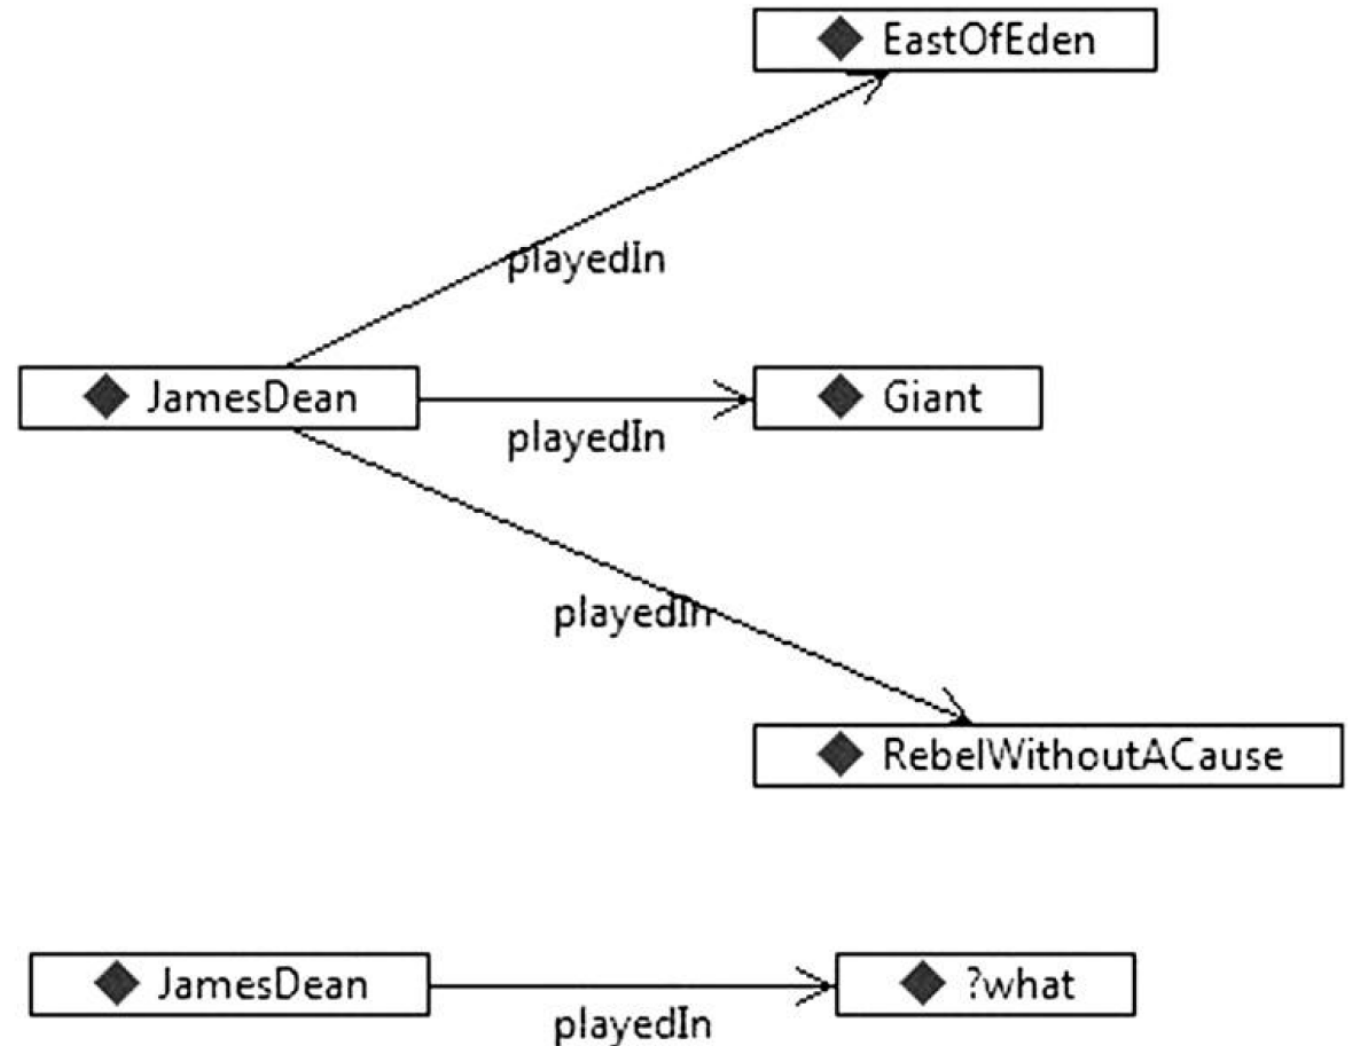 EastOfEden
playedIn
JamesDean
Giant
playedIn
playedIn
RebelWithoutACause
JamesDean
?what
playedIn